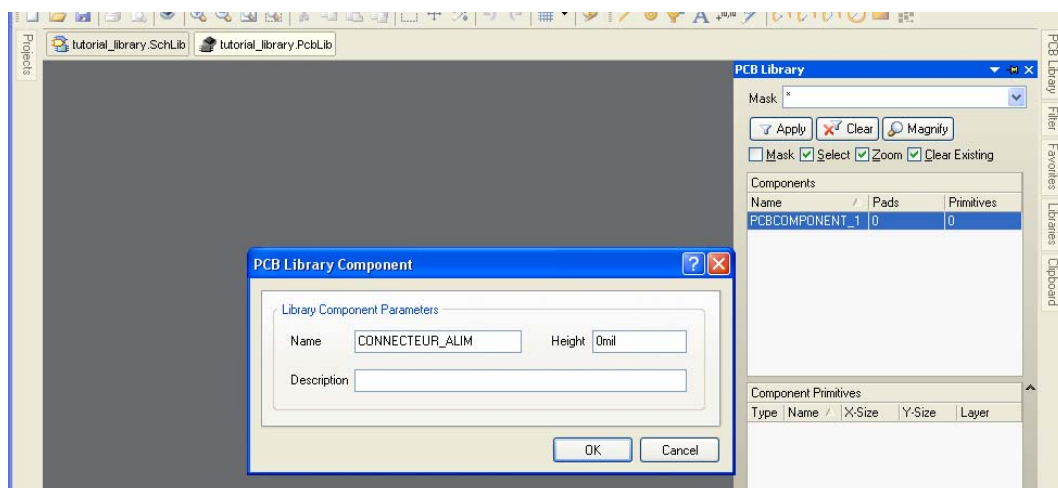 Projects
tutorial_library.SchLib tutorial_library.PcbLib
PCB Library
Mask *
Apply Clear Magnify
Mask Select Zoom Clear Existing
Components
Name Pads Primitives
PCBCOMPONENT_1 0 0
Component Primitives
Type Name X-Size Y-Size Layer
PCB Library Component
Library Component Parameters
Name CONNECTEUR_ALIM Height 0mil
Description
OK Cancel
PCB Library
Filter
Favorites
Libraries
Clipboard